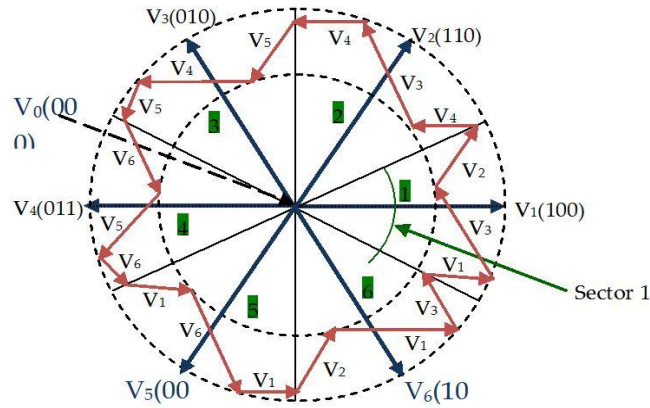 V3(010)
V5
V4
V2(110)
V4
V3
V0(00
0)
V5
3
2
V4
V6
V2
1
V4(011)
V1(100)
V5
4
V3
V6
V1
V1
Sector 1
V6
5
6
V3
V1
V2
V1
V5(00
V6(10